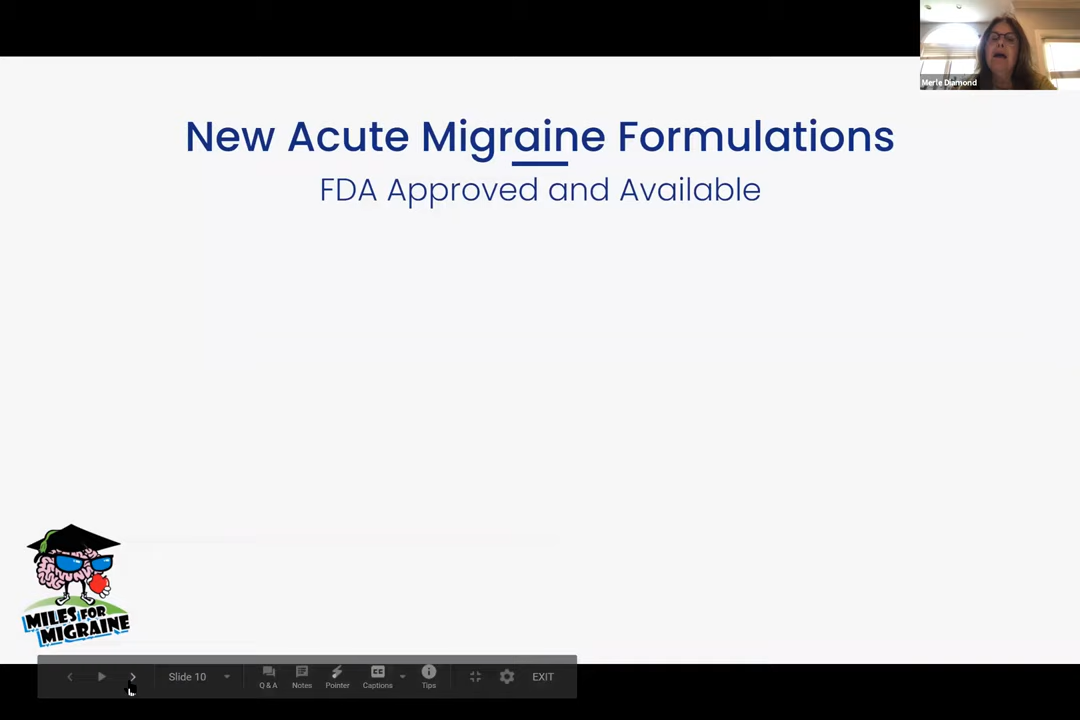 Merle Diamond
New Acute Migraine Formulations
FDA Approved and Available
MILES FOR
MIGRAINE
Slide 10
Q & A
Notes
Pointer
CC
Captions
Tips
EXIT